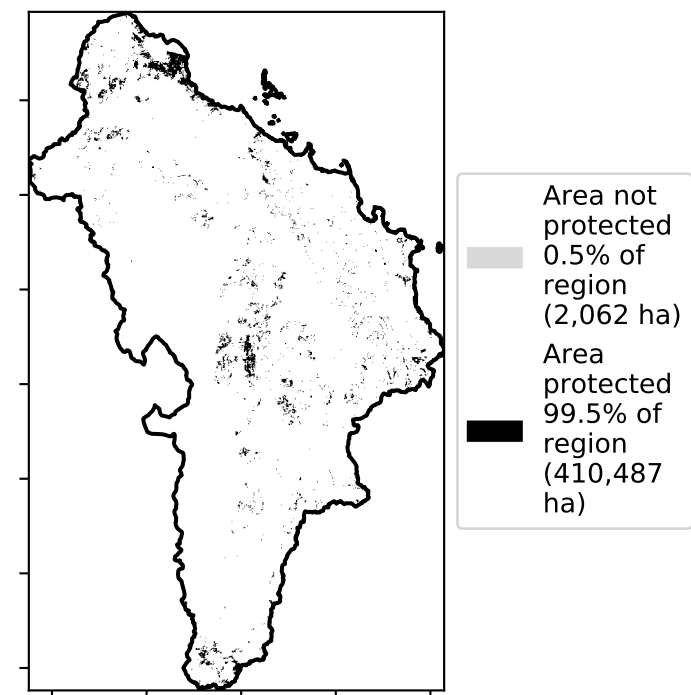 Area not
protected
0.5% of
region
(2,062 ha)
Area
protected
99.5% of
region
(410,487
ha)